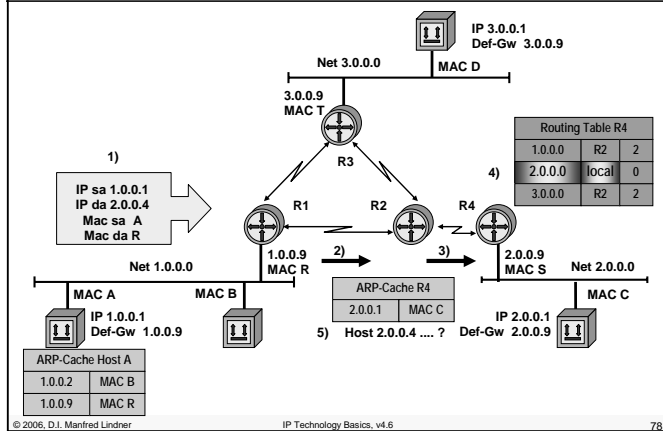 IP 3.0.0.1
Def-Gw 3.0.0.9
Net 3.0.0.0
MAC D
3.0.0.9
MAC T
R3
Routing Table R4
1.0.0.0 R2 2
2.0.0.0 local 0
3.0.0.0 R2 2
4)
1)
IP sa 1.0.0.1
IP da 2.0.0.4
Mac sa A
Mac da R
R1
R2
R4
1.0.0.9
MAC R
2)
3)
2.0.0.9
MAC S
Net 1.0.0.0
Net 2.0.0.0
MAC A
MAC B
MAC C
ARP-Cache R4
2.0.0.1 MAC C
5) Host 2.0.0.4 .... ?
IP 1.0.0.1
Def-Gw 1.0.0.9
IP 2.0.0.1
Def-Gw 2.0.0.9
ARP-Cache Host A
1.0.0.2 MAC B
1.0.0.9 MAC R
© 2006, D.I. Manfred Lindner
IP Technology Basics, v4.6
78